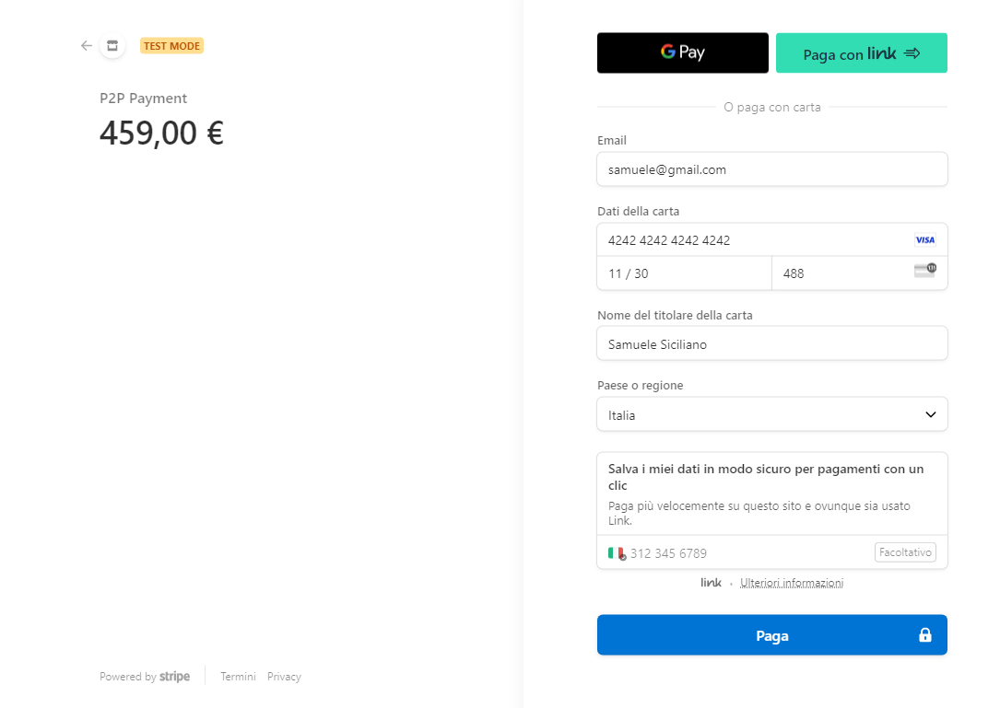 TEST MODE
P2P Payment
459,00 €
G Pay
Paga con link
O paga con carta
Email
samuele@gmail.com
Dati della carta
4242 4242 4242 4242
VISA
11 / 30
488
Nome del titolare della carta
Samuele Siciliano
Paese o regione
Italia
Salva i miei dati in modo sicuro per pagamenti con un
clic
Paga più velocemente su questo sito e ovunque sia usato
Link.
312 345 6789
Facoltativo
link • Ulteriori informazioni
Paga
Powered by stripe
Termini
Privacy